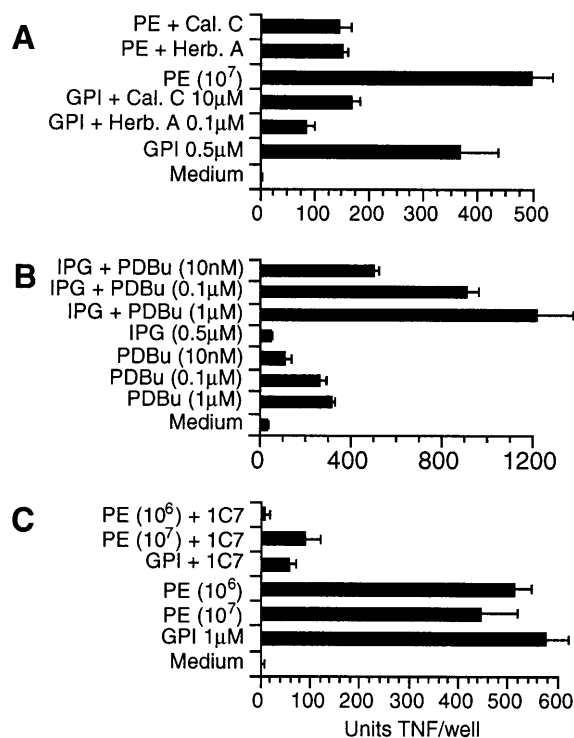 A
PE + Cal. C
PE + Herb. A
PE (10⁷)
GPI + Cal. C 10µM
GPI + Herb. A 0.1µM
GPI 0.5µM
Medium
0 100 200 300 400 500
B
IPG + PDBu (10nM)
IPG + PDBu (0.1µM)
IPG + PDBu (1µM)
IPG (0.5µM)
PDBu (10nM)
PDBu (0.1µM)
PDBu (1µM)
Medium
0 400 800 1200
C
PE (10⁶) + 1C7
PE (10⁷) + 1C7
GPI + 1C7
PE (10⁶)
PE (10⁷)
GPI 1µM
Medium
0 100 200 300 400 500 600
Units TNF/well